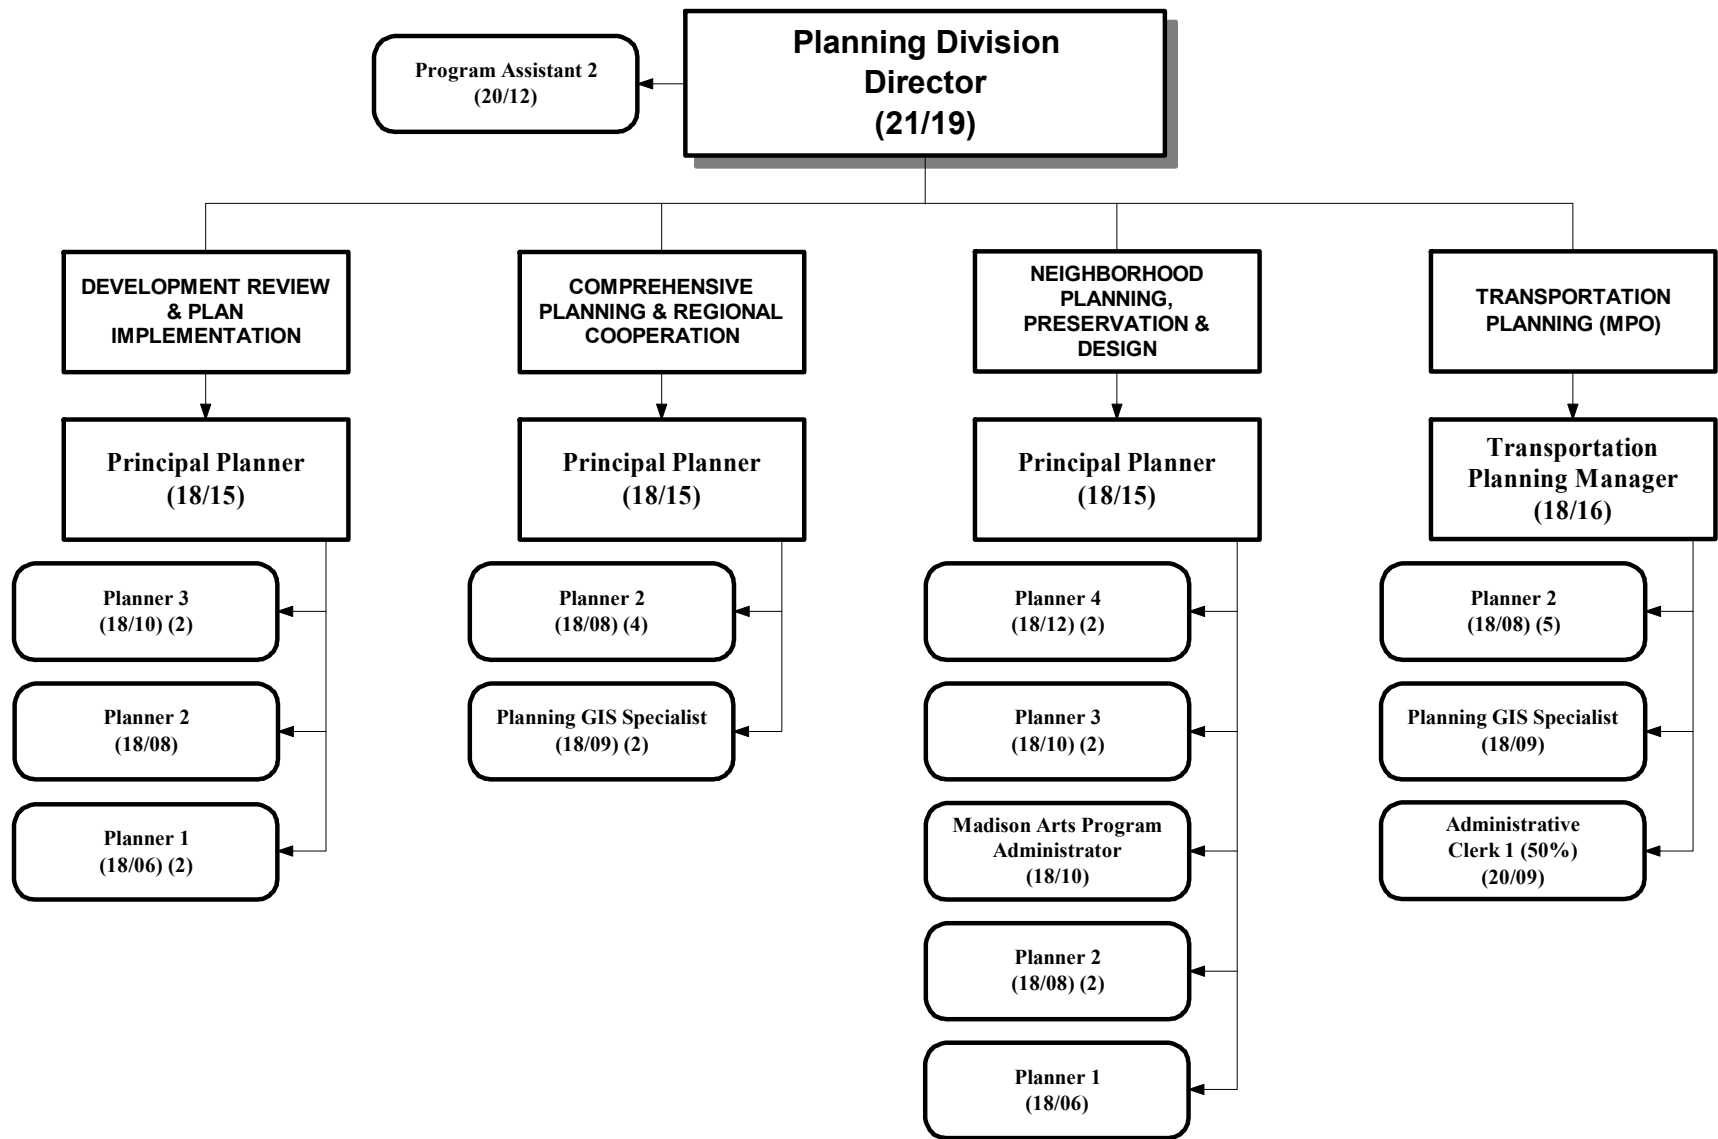 Planning Division
Director
(21/19)
Program Assistant 2
(20/12)
DEVELOPMENT REVIEW
& PLAN
IMPLEMENTATION
Principal Planner
(18/15)
Planner 3
(18/10) (2)
Planner 2
(18/08)
Planner 1
(18/06) (2)
COMPREHENSIVE
PLANNING & REGIONAL
COOPERATION
Principal Planner
(18/15)
Planner 2
(18/08) (4)
Planning GIS Specialist
(18/09) (2)
NEIGHBORHOOD
PLANNING,
PRESERVATION &
DESIGN
Principal Planner
(18/15)
Planner 4
(18/12) (2)
Planner 3
(18/10) (2)
Madison Arts Program
Administrator
(18/10)
Planner 2
(18/08) (2)
Planner 1
(18/06)
TRANSPORTATION
PLANNING (MPO)
Transportation
Planning Manager
(18/16)
Planner 2
(18/08) (5)
Planning GIS Specialist
(18/09)
Administrative
Clerk 1 (50%)
(20/09)